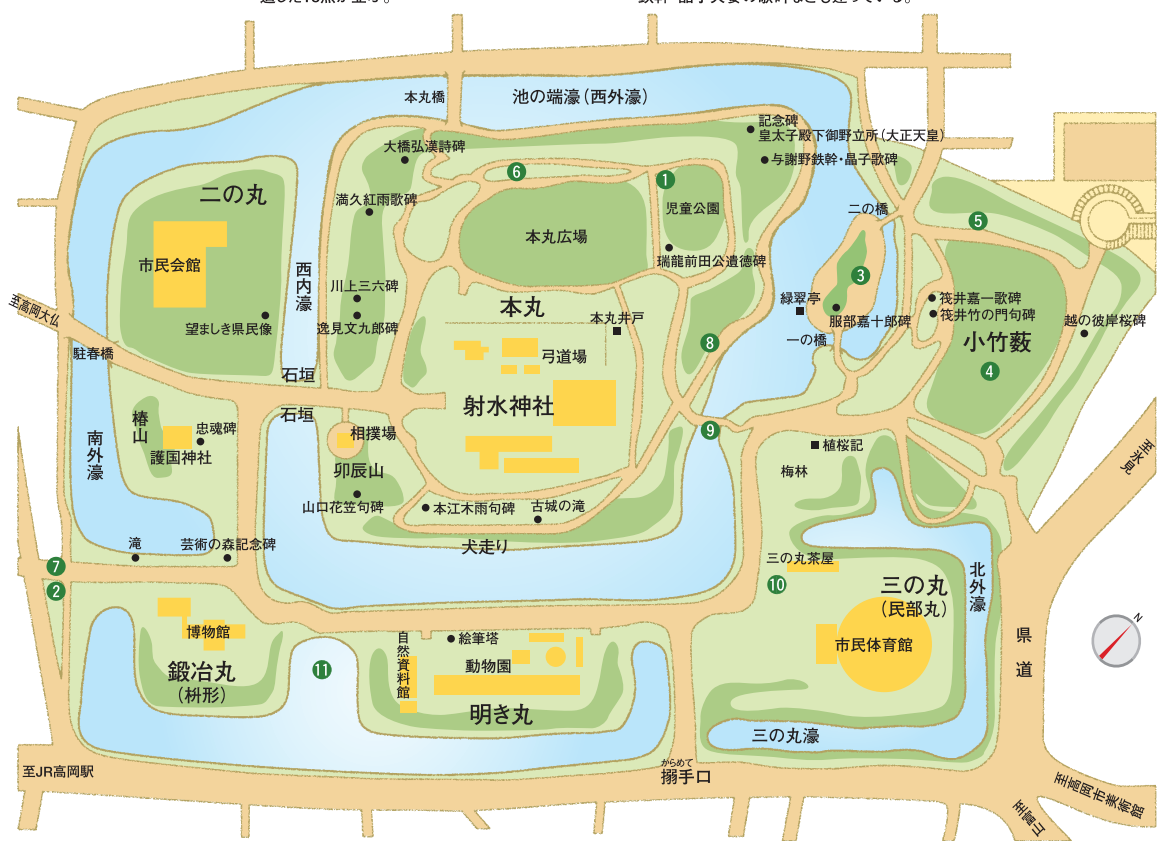 本丸橋
池の端濠（西外濠）
記念碑
皇太子殿下御野立所（大正天皇）
大橋弘漢詩碑
与謝野鉄幹・晶子歌碑
6
1
二の丸
満久紅雨歌碑
児童公園
二の橋
5
本丸広場
市民会館
西内濠
瑞龍前田公遺徳碑
3
川上三六碑
緑翠亭
筏井嘉一歌碑
至高岡大仏
本丸
望ましき県民像
逸見文九郎碑
本丸井戸
服部嘉十郎碑
筏井竹の門句碑
越の彼岸桜碑
8
一の橋
小竹薮
駐春橋
弓道場
4
石垣
石垣
射水神社
椿山
忠魂碑
相撲場
9
南外濠
護国神社
植桜記
至氷見
卯辰山
梅林
山口花笠句碑
本江木雨句碑
古城の滝
滝
芸術の森記念碑
犬走り
7
三の丸茶屋
北外濠
2
10
三の丸
（民部丸）
博物館
自然資料館
絵筆塔
市民体育館
県道
N
動物園
鍛冶丸
（枡形）
11
明き丸
三の丸濠
からめて
搦手口
至JR高岡駅
至高岡市美術館
至富山